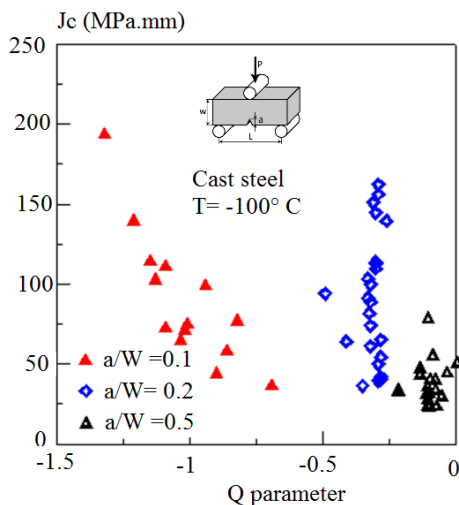 Jc (MPa.mm)
250
200
150
100
50
0
P
w
a
L
Cast steel
T= -100° C
a/W =0.1
a/W= 0.2
a/W =0.5
-1.5 -1 -0.5 0
Q parameter